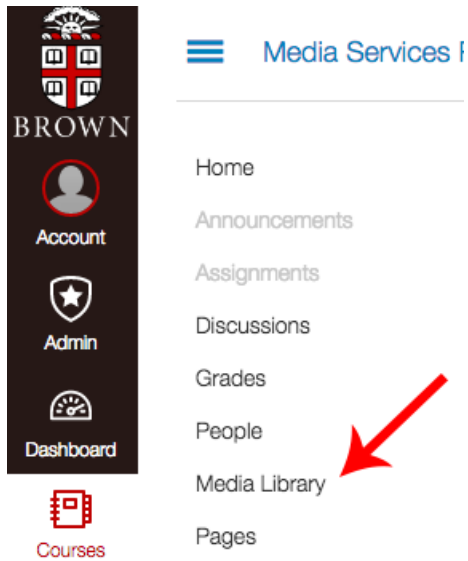 BROWN
Account
Admin
Dashboard
Courses
Media Services
Home
Announcements
Assignments
Discussions
Grades
People
Media Library
Pages